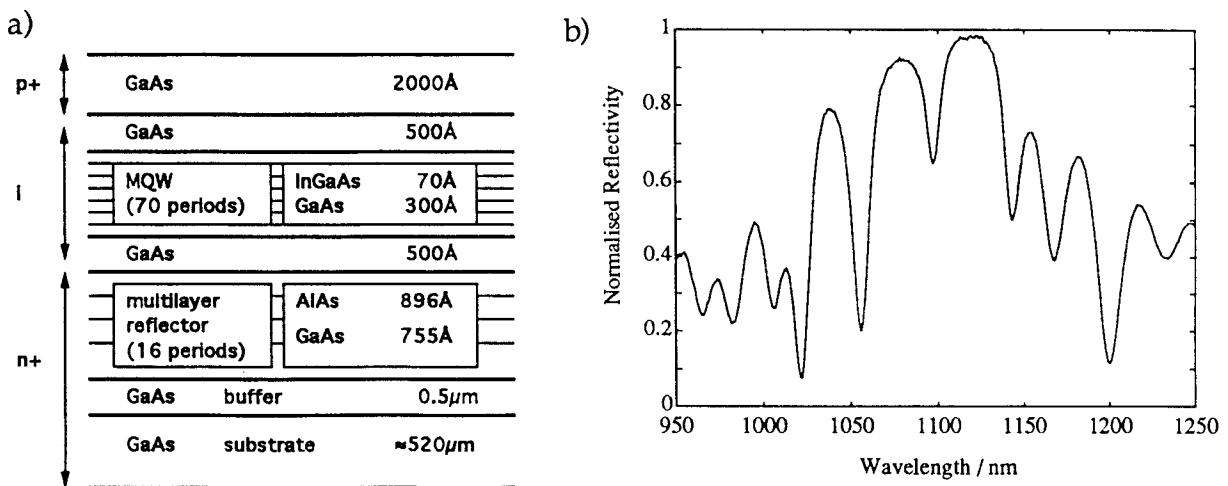 a)
p+
GaAs 2000Å
GaAs 500Å
i
MQW InGaAs 70Å
(70 periods) GaAs 300Å
GaAs 500Å
n+
multilayer AlAs 896Å
reflector GaAs 755Å
(16 periods)
GaAs buffer 0.5µm
GaAs substrate ≈520µm
b)
Normalised Reflectivity
1
0.8
0.6
0.4
0.2
0
950 1000 1050 1100 1150 1200 1250
Wavelength / nm